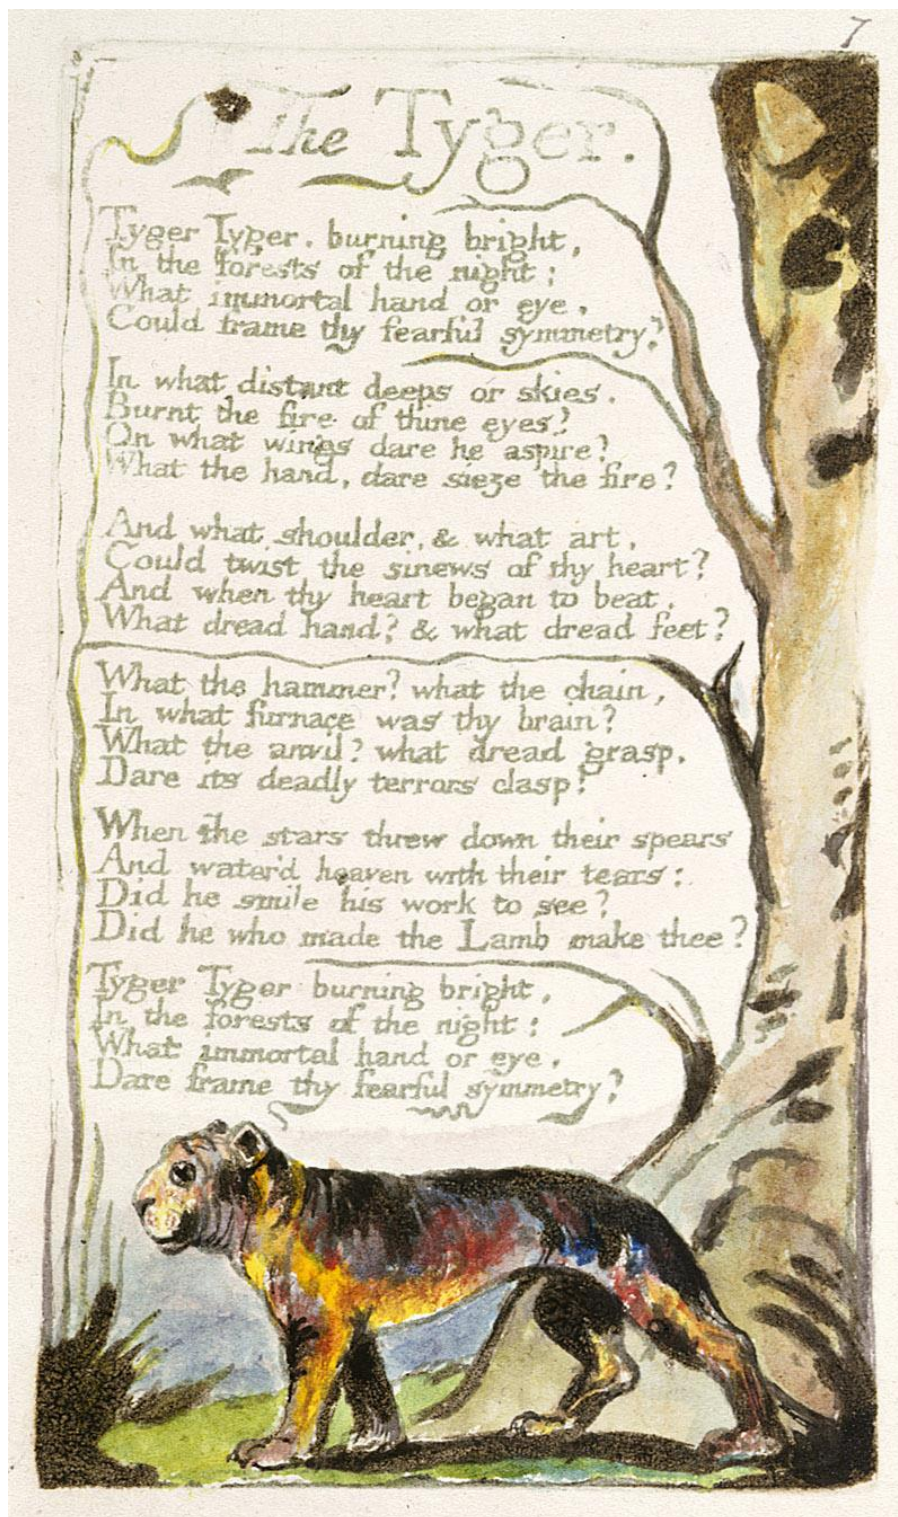 7
The Tyger.
Tyger Tyger. burning bright,
In the forests of the night;
What immortal hand or eye.
Could frame thy fearful symmetry?
In what distant deeps or skies.
Burnt the fire of thine eyes?
On what wings dare he aspire?
What the hand, dare sieze the fire?
And what shoulder, & what art,
Could twist the sinews of thy heart?
And when thy heart began to beat,
What dread hand? & what dread feet?
What the hammer? what the chain,
In what furnace was thy brain?
What the anvil? what dread grasp.
Dare its deadly terrors clasp?
When the stars threw down their spears
And water'd heaven with their tears:
Did he smile his work to see?
Did he who made the Lamb make thee?
Tyger Tyger burning bright,
In the forests of the night:
What immortal hand or eye.
Dare frame thy fearful symmetry?